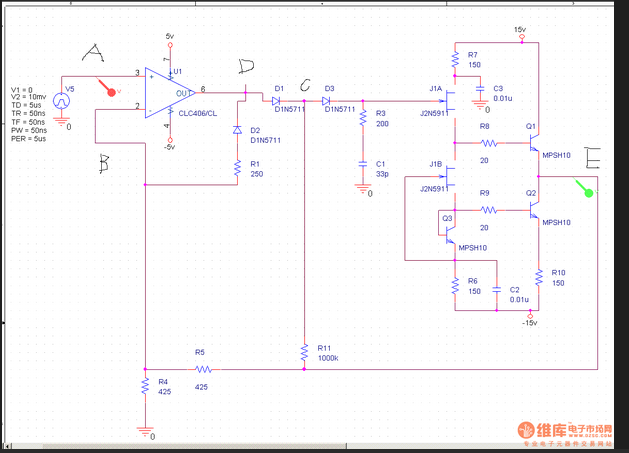 A
V1 = 0
V2 = 10mv
TD = 5us
TR = 50ns
TF = 50ns
PW = 50ns
PER = 5us
V5
0
5v
7
U1
3
+
OUT
6
2
-
CLC406/CL
4
-5v
B
D
D1
D1N5711
C
D3
D1N5711
D2
D1N5711
R1
250
R3
200
C1
33p
0
15v
R7
150
C3
0.01u
0
J1A
J2N5911
R8
20
Q1
MPSH10
E
J1B
J2N5911
R9
20
Q2
MPSH10
Q3
MPSH10
R6
150
C2
0.01u
R10
150
-15v
R11
1000k
R5
425
R4
425
0
维库电子市场网
WWW.DZSC.COM
专业电子元器件交易网站